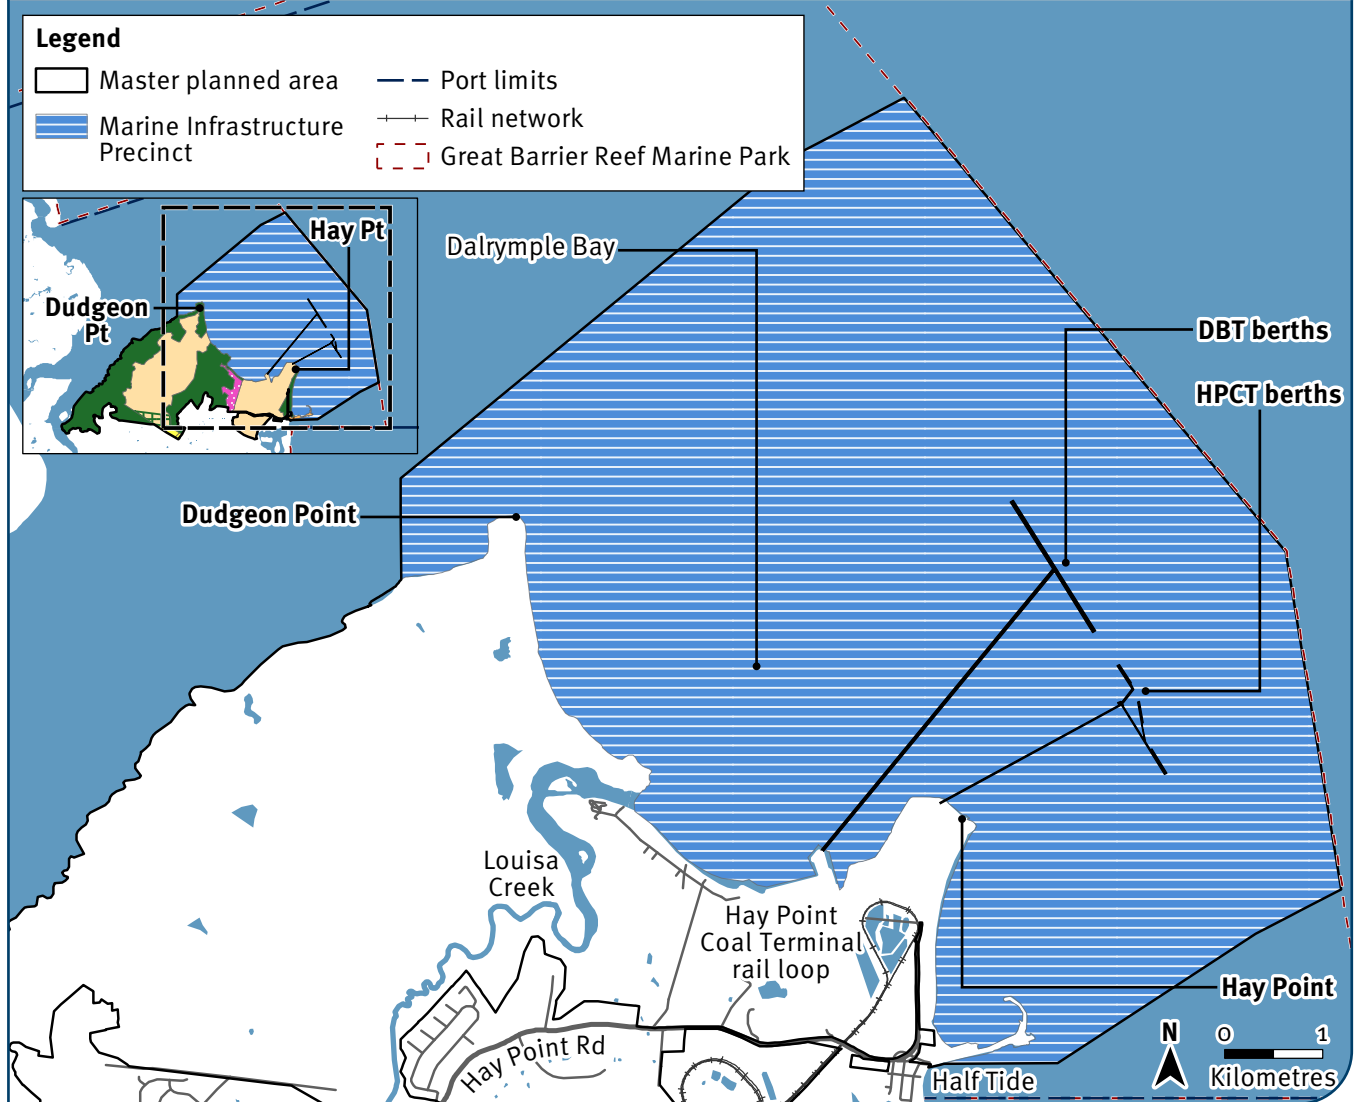 Legend
Master planned area
Marine Infrastructure
Precinct
Port limits
Rail network
Great Barrier Reef Marine Park
Hay Pt
Dudgeon
Pt
Dalrymple Bay
DBT berths
HPCT berths
Dudgeon Point
Louisa
Creek
Hay Point
Coal Terminal
rail loop
Hay Point
Hay Point Rd
Half Tide
N
0 1
Kilometres